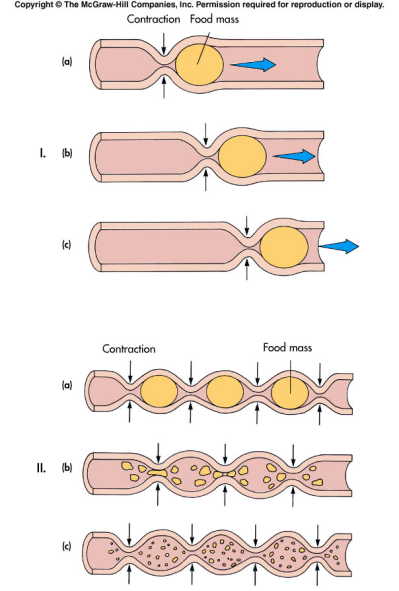 Copyright © The McGraw-Hill Companies, Inc. Permission required for reproduction or display.
Contraction Food mass
(a)
I. (b)
(c)
Contraction Food mass
(a)
II. (b)
(c)